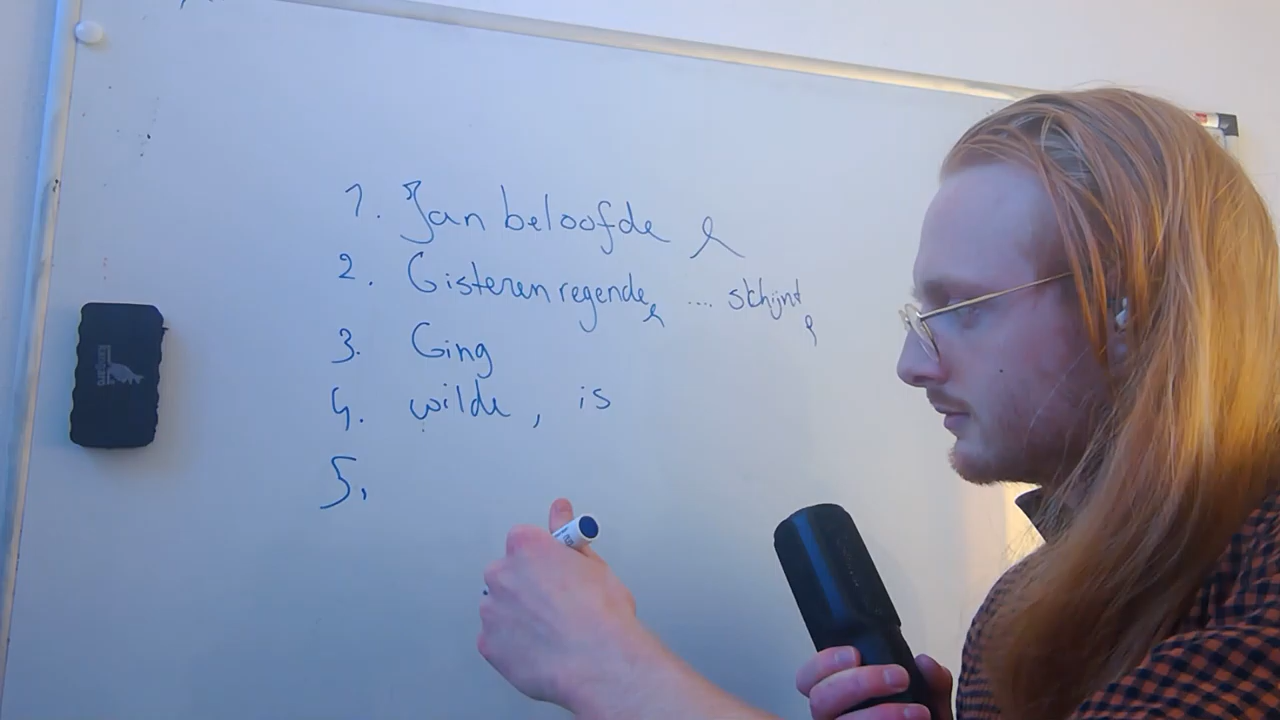 1. Jan beloofde
2. Gisteren regende, .... schijnt,
3. Ging
4. wilde, is
5.